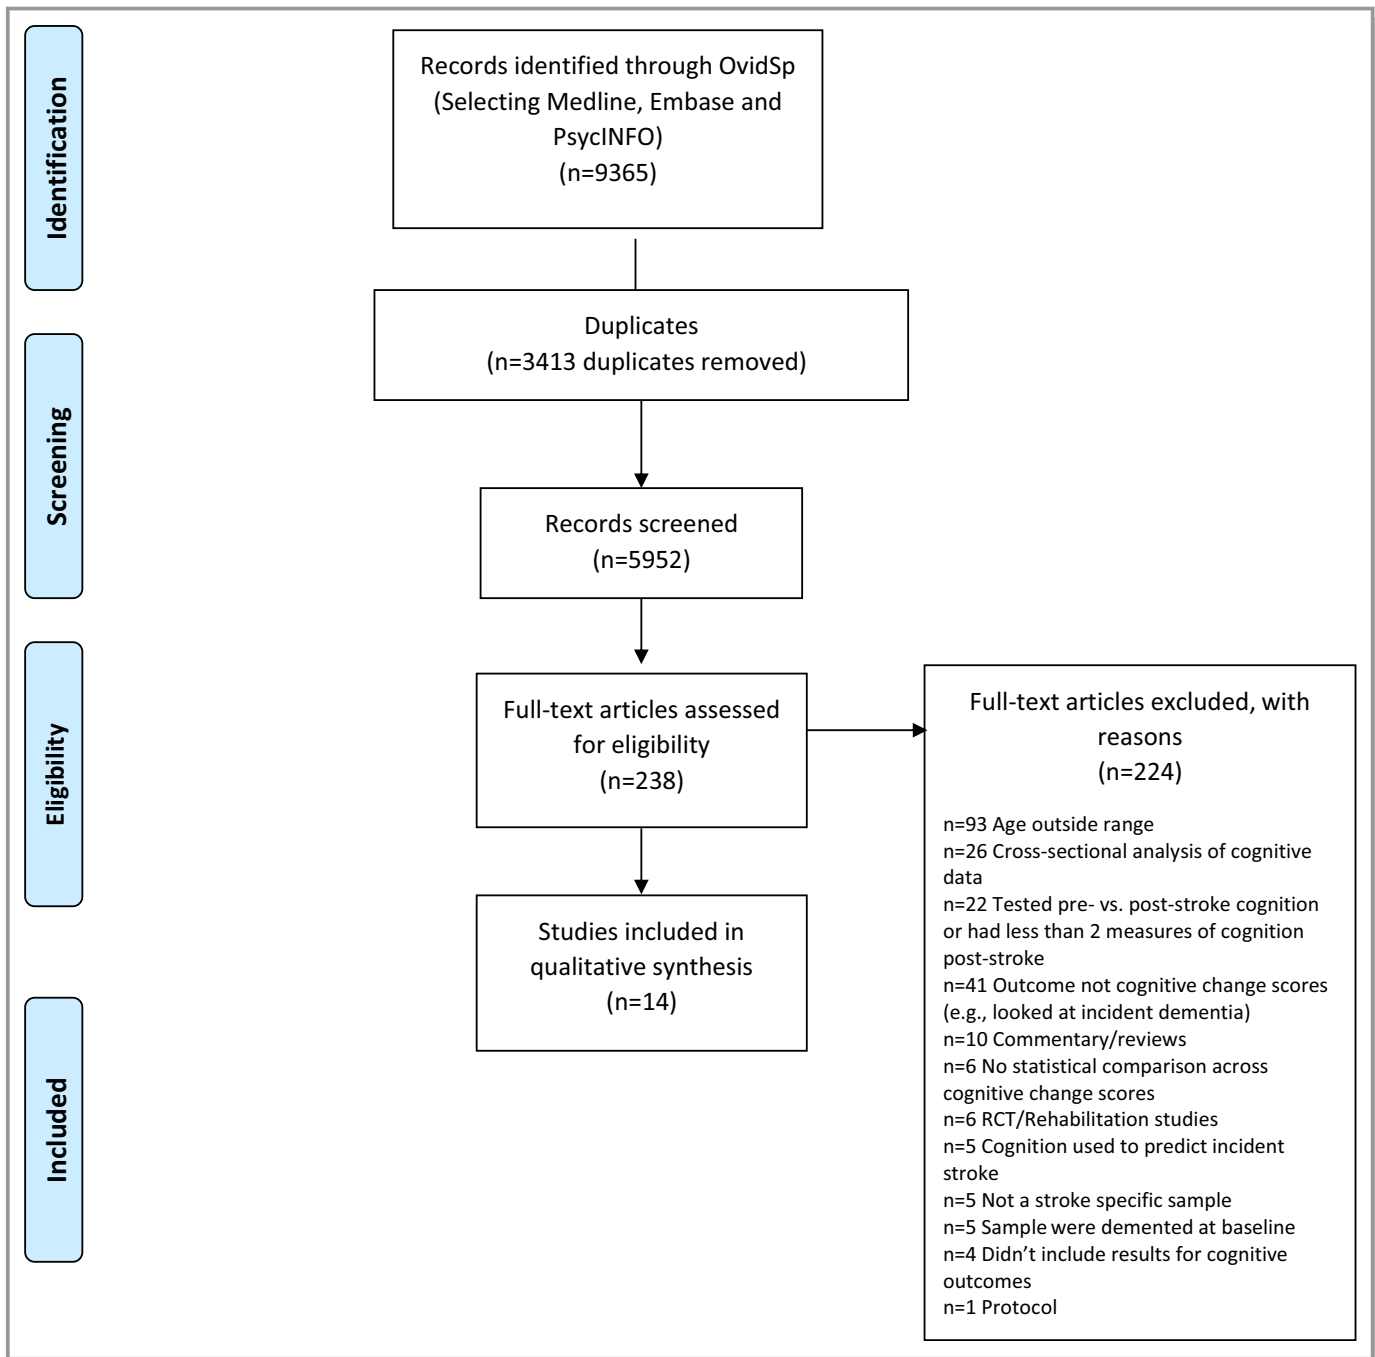 Identification
Records identified through OvidSp
(Selecting Medline, Embase and
PsycINFO)
(n=9365)
Duplicates
(n=3413 duplicates removed)
Screening
Records screened
(n=5952)
Eligibility
Full-text articles assessed
for eligibility
(n=238)
Full-text articles excluded, with
reasons
(n=224)
n=93 Age outside range
n=26 Cross-sectional analysis of cognitive
data
n=22 Tested pre- vs. post-stroke cognition
or had less than 2 measures of cognition
post-stroke
n=41 Outcome not cognitive change scores
(e.g., looked at incident dementia)
n=10 Commentary/reviews
n=6 No statistical comparison across
cognitive change scores
n=6 RCT/Rehabilitation studies
n=5 Cognition used to predict incident
stroke
n=5 Not a stroke specific sample
n=5 Sample were demented at baseline
n=4 Didn't include results for cognitive
outcomes
n=1 Protocol
Included
Studies included in
qualitative synthesis
(n=14)